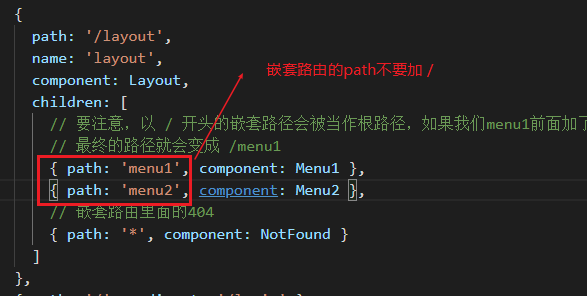 {
path: '/layout',
name: 'layout',
component: Layout,
嵌套路由的path不要加 /
children: [
// 要注意，以 / 开头的嵌套路径会被当作根路径，如果我们menu1前面加了
// 最终的路径就会变成 /menu1
{ path: 'menu1', component: Menu1 },
{ path: 'menu2', component: Menu2 },
// 嵌套路由里面的404
{ path: '*', component: NotFound }
]
},